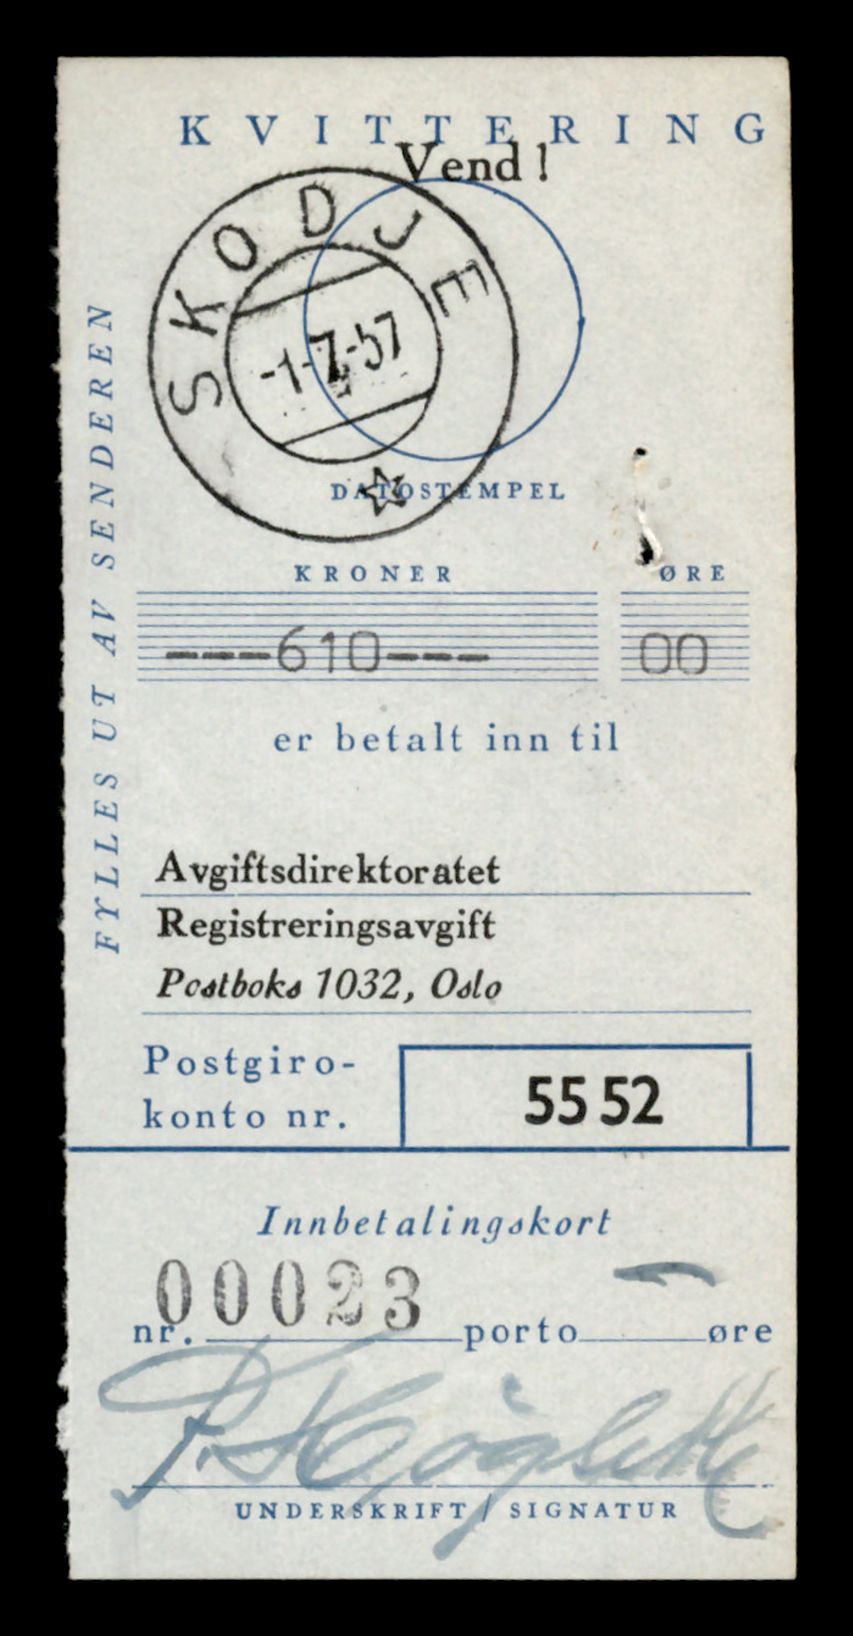 KVITTERING
Vend!
SKODJE
-1-7-57
DATOSTEMPEL
FYLLES UT AV SENDEREN
KRONER ØRE
---610--- 00
er betalt inn til
Avgiftsdirektoratet
Registreringsavgift
Postboks 1032, Oslo
Postgiro-
konto nr. 55 52
Innbetalingskort
nr. 00023 porto — øre
UNDERSKRIFT / SIGNATUR